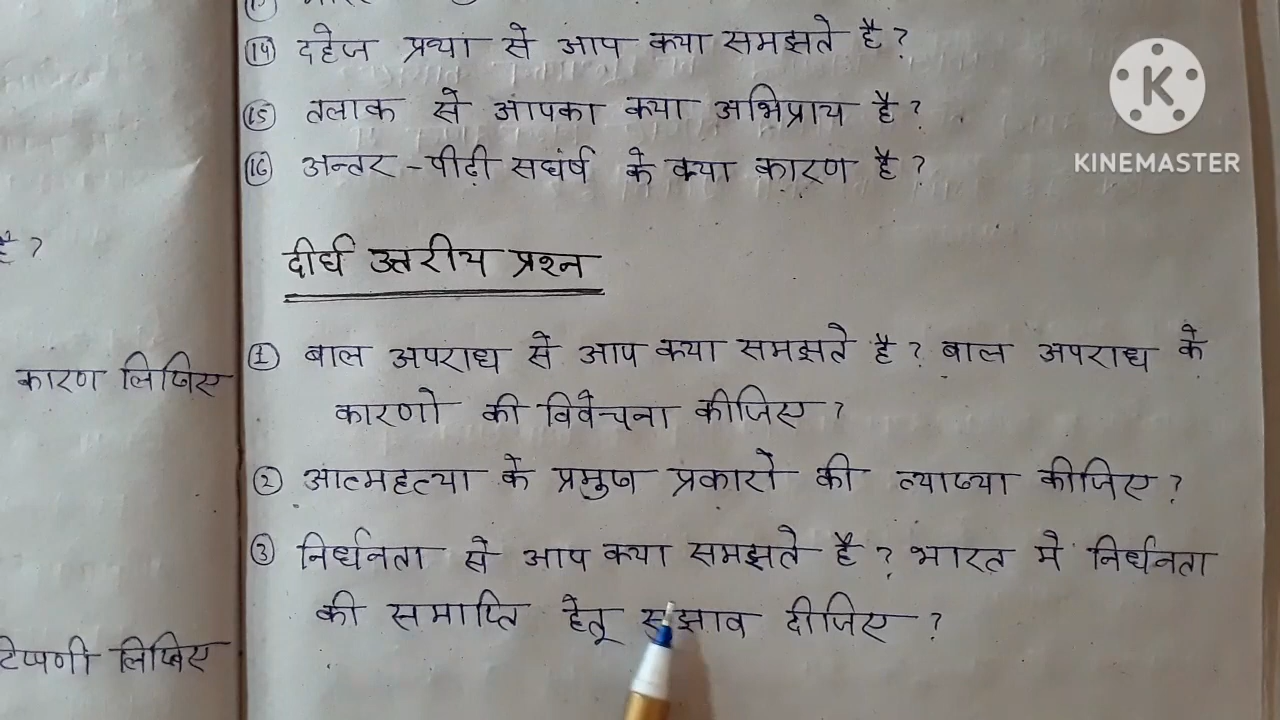 ⑭ दहेज प्रथा से आप क्या समझते है ?
⑮ तलाक से आपका क्या अभिप्राय है ?
⑯ अन्तर - पीढ़ी सघंर्ष के क्या कारण है ?
है ?
दीर्घ उत्तरीय प्रश्न
① बाल अपराध से आप क्या समझते है ? बाल अपराध के
कारण लिखिए
कारणो की विवेचना कीजिए ?
② आत्महत्या के प्रमुख प्रकारो की व्याख्या कीजिए ?
③ निर्धनता से आप क्या समझते है ? भारत मे निर्धनता
की समाप्ति हेतू सुझाव दीजिए ?
टिप्पणी लिखिए
KINEMASTER